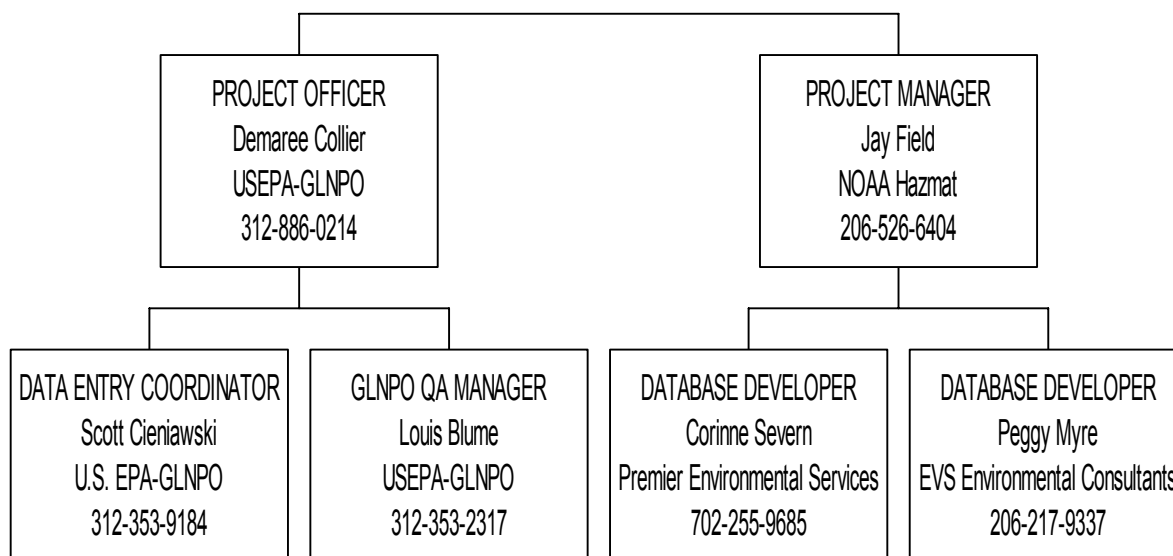 PROJECT OFFICER
Demaree Collier
USEPA-GLNPO
312-886-0214
PROJECT MANAGER
Jay Field
NOAA Hazmat
206-526-6404
DATA ENTRY COORDINATOR
Scott Cieniawski
U.S. EPA-GLNPO
312-353-9184
GLNPO QA MANAGER
Louis Blume
USEPA-GLNPO
312-353-2317
DATABASE DEVELOPER
Corinne Severn
Premier Environmental Services
702-255-9685
DATABASE DEVELOPER
Peggy Myre
EVS Environmental Consultants
206-217-9337